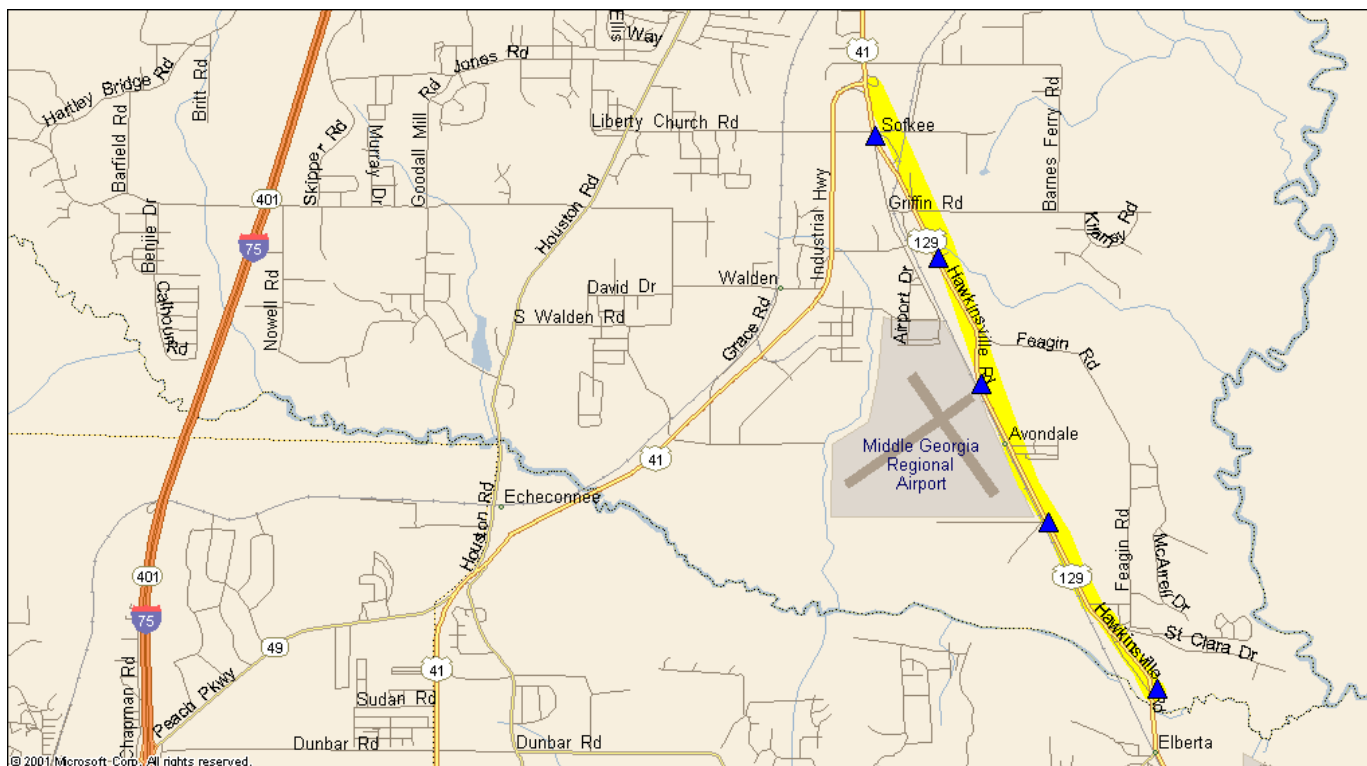 Ellis
Way
41
Jones Rd
Hartley Bridge Rd
Britt Rd
Barfield Rd
Skipper Rd
Murray Dr
Goodall Mill Rd
Liberty Church Rd
Sofkee
Barnes Ferry Rd
401
75
Benjie Dr
Houston Rd
Industrial Hwy
Griffin Rd
129
Calhoun Rd
Nowell Rd
David Dr
Walden
Airport Dr
Hawkinsville Rd
S Walden Rd
Grace Rd
Feagin Rd
Avondale
Middle Georgia
Regional
Airport
41
Echeconnee
Houston Rd
401
75
129
Feagin Rd
McArrell Dr
Hawkinsville Rd
St Clara Dr
49
41
Chapman Rd
Peach Pkwy
Sudan Rd
Dunbar Rd
Dunbar Rd
Elberta
© 2001 Microsoft Corp. All rights reserved.